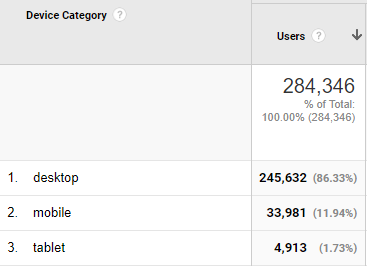 Device Category ?
Users ?
284,346
% of Total:
100.00% (284,346)
1. desktop 245,632 (86.33%)
2. mobile 33,981 (11.94%)
3. tablet 4,913 (1.73%)